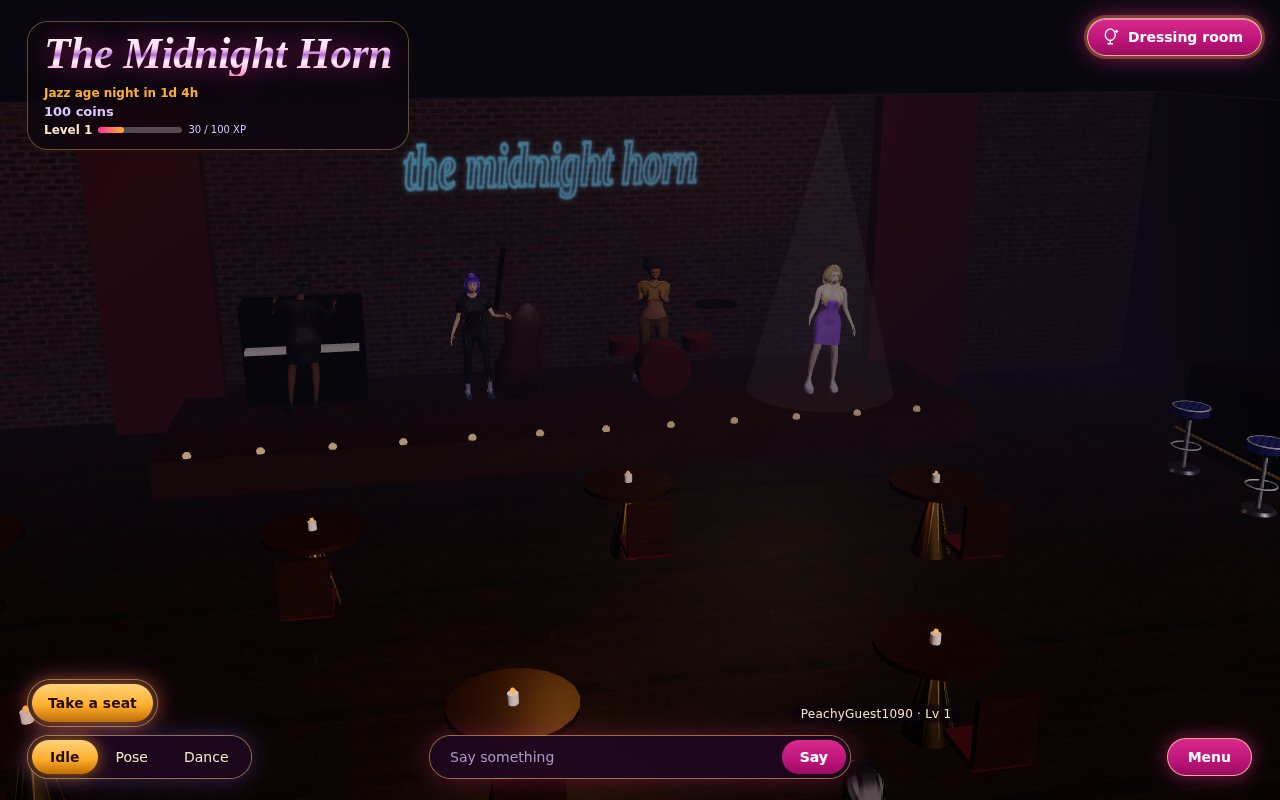 The Midnight Horn
Dressing room
Jazz age night in 1d 4h
100 coins
Level 1 30 / 100 XP
the midnight horn
Take a seat
PeachyGuest1090 · Lv 1
Idle Pose Dance
Say something Say
Menu